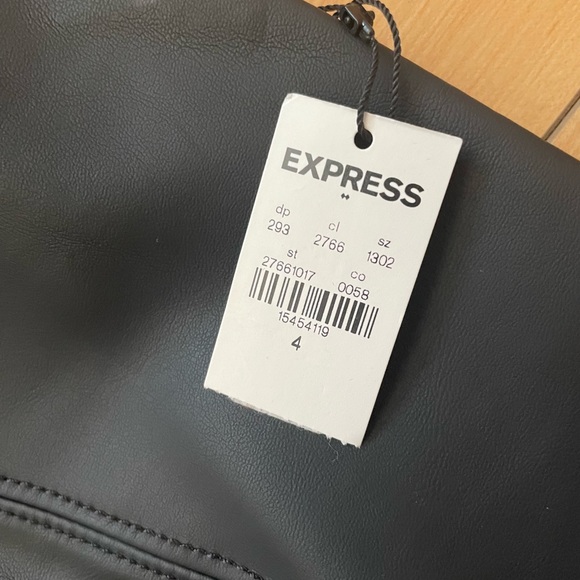 EXPRESS
dp cl sz
293 2766 1302
st co
27661017 0058
15454119
4